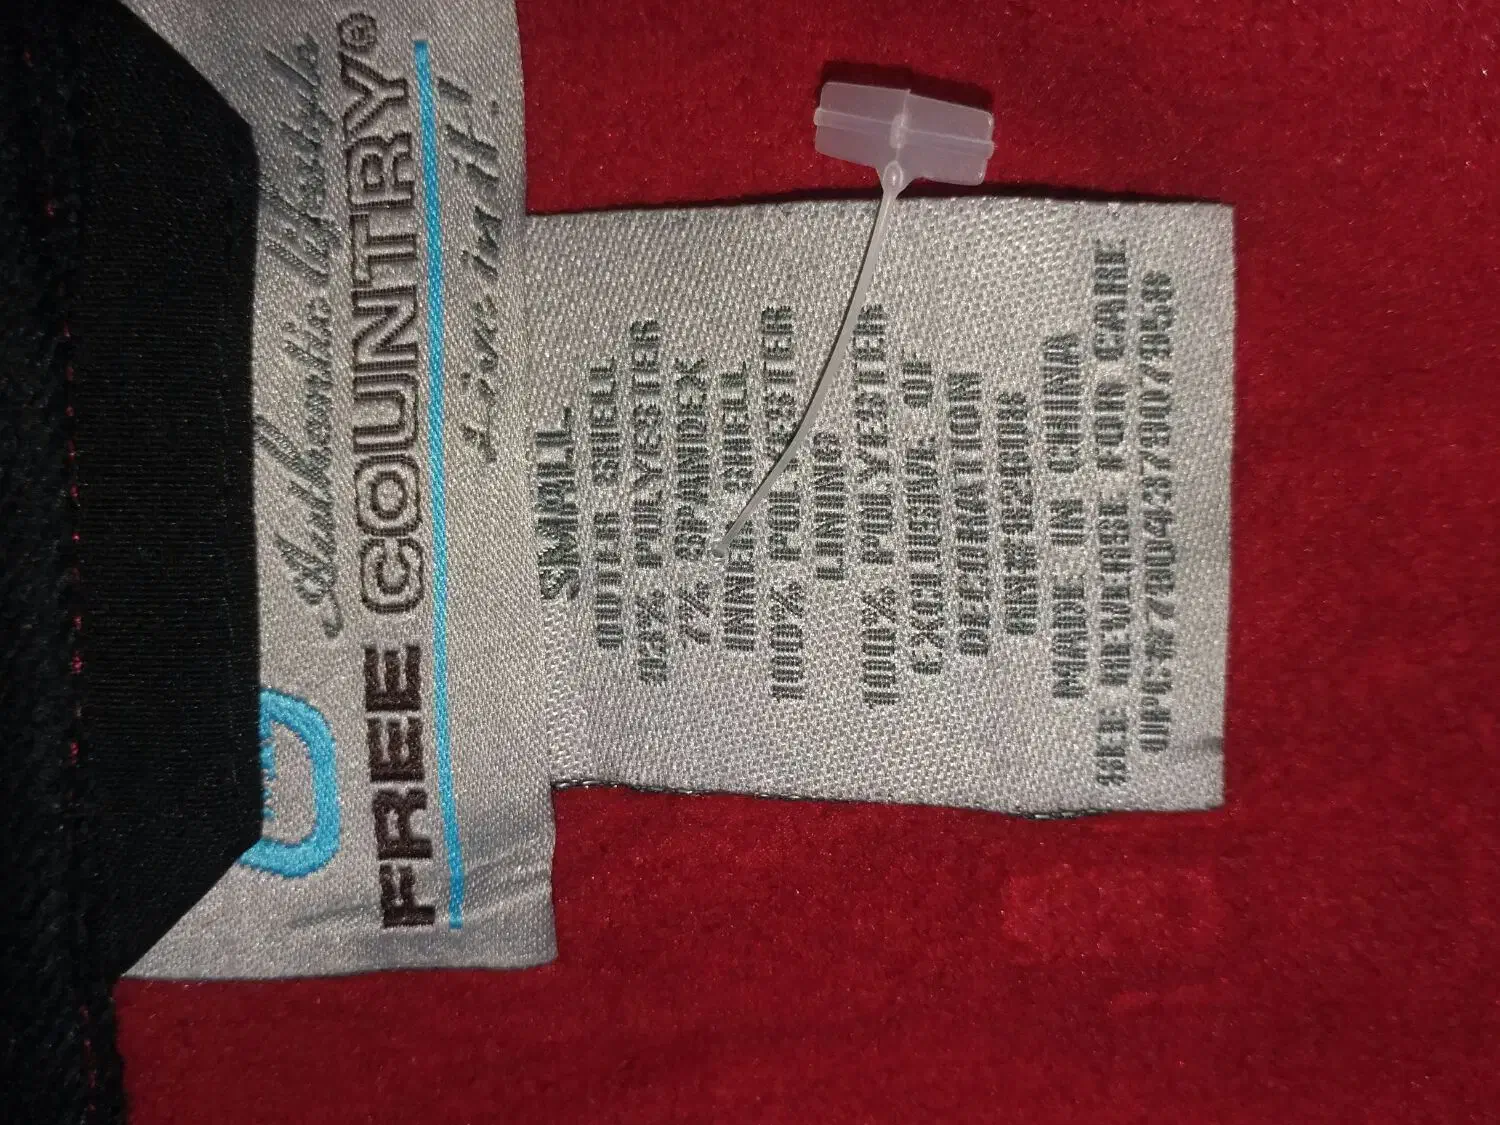 Authentic Lifestyle
FREE COUNTRY®
Live in it!
SMALL
OUTER SHELL
93% POLYESTER
7% SPANDEX
INNER SHELL
100% POLYESTER
LINING
100% POLYESTER
EXCLUSIVE OF
DECORATION
MADE IN CHINA
SEE REVERSE FOR CARE